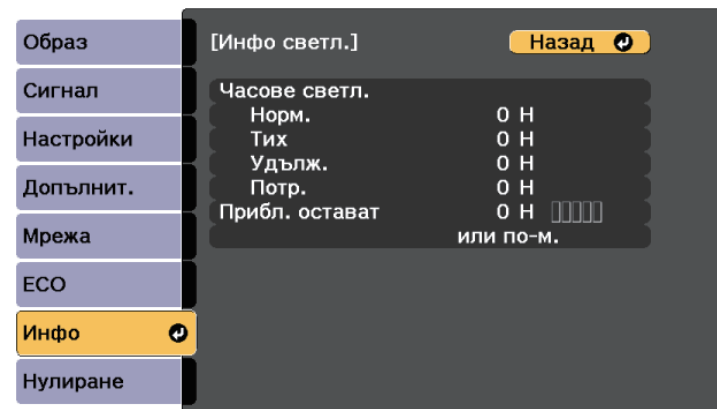 Образ
Сигнал
Настройки
Допълнит.
Мрежа
ECO
Инфо
Нулиране
[Инфо светл.]
Назад
Часове светл.
Норм. 0 H
Тих 0 H
Удълж. 0 H
Потр. 0 H
Прибл. остават 0 H
или по-м.